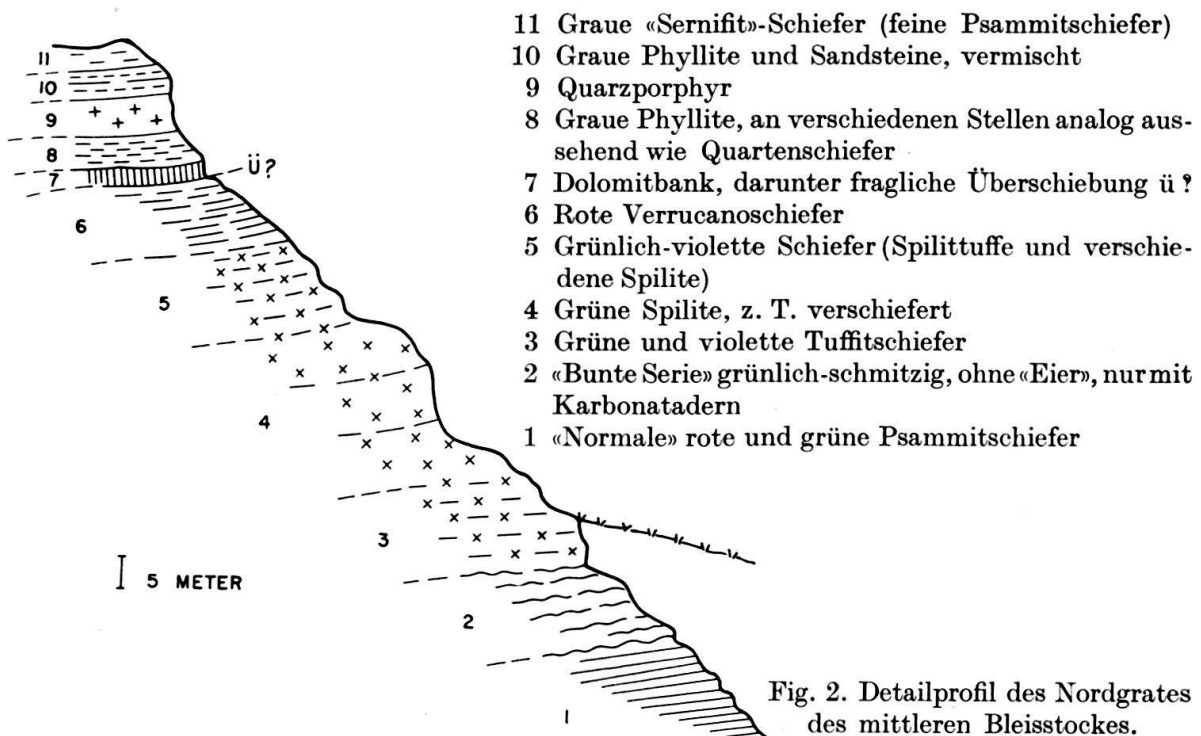 11 Graue «Sernifit»-Schiefer (feine Psammitschiefer)
10 Graue Phyllite und Sandsteine, vermischt
9 Quarzporphyr
8 Graue Phyllite, an verschiedenen Stellen analog aus-
sehend wie Quartenschiefer
7 Dolomitbank, darunter fragliche Überschiebung ü ?
6 Rote Verrucanoschiefer
5 Grünlich-violette Schiefer (Spilittuffe und verschie-
dene Spilite)
4 Grüne Spilite, z. T. verschiefert
3 Grüne und violette Tuffitschiefer
2 «Bunte Serie» grünlich-schmitzig, ohne «Eier», nur mit
Karbonatadern
1 «Normale» rote und grüne Psammitschiefer
11
10
9
8
7
Ü?
6
5
4
3
5 METER
2
1
Fig. 2. Detailprofil des Nordgrates
des mittleren Bleisstockes.